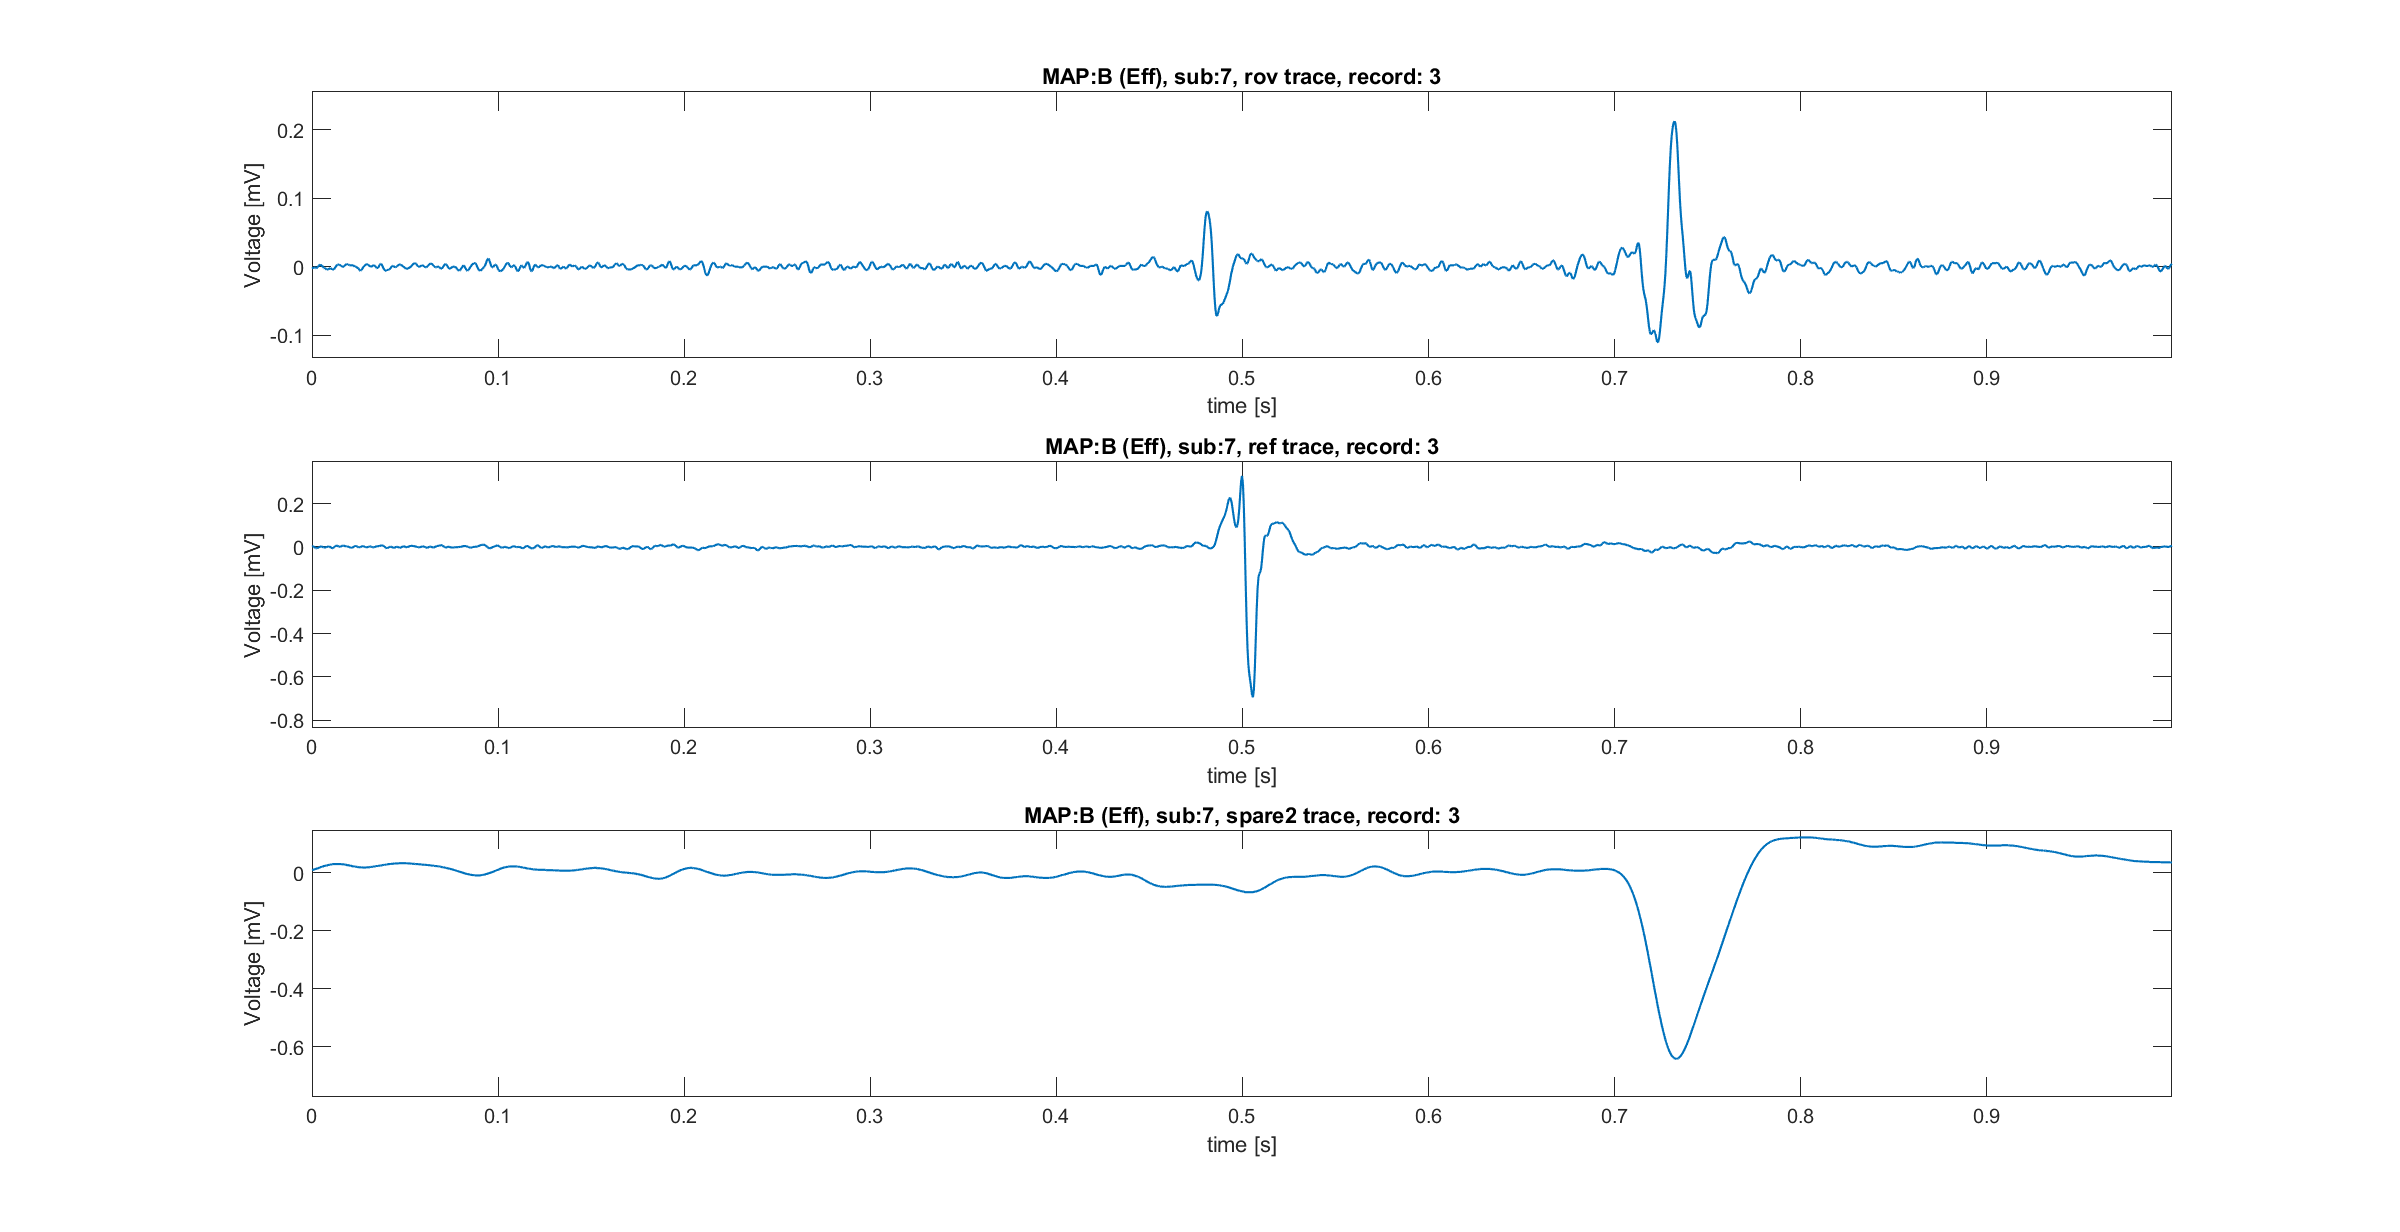 MAP:B (Eff), sub:7, rov trace, record: 3
Voltage [mV]
0.2
0.1
0
-0.1
0 0.1 0.2 0.3 0.4 0.5 0.6 0.7 0.8 0.9
time [s]
MAP:B (Eff), sub:7, ref trace, record: 3
Voltage [mV]
0.2
0
-0.2
-0.4
-0.6
-0.8
0 0.1 0.2 0.3 0.4 0.5 0.6 0.7 0.8 0.9
time [s]
MAP:B (Eff), sub:7, spare2 trace, record: 3
Voltage [mV]
0
-0.2
-0.4
-0.6
0 0.1 0.2 0.3 0.4 0.5 0.6 0.7 0.8 0.9
time [s]